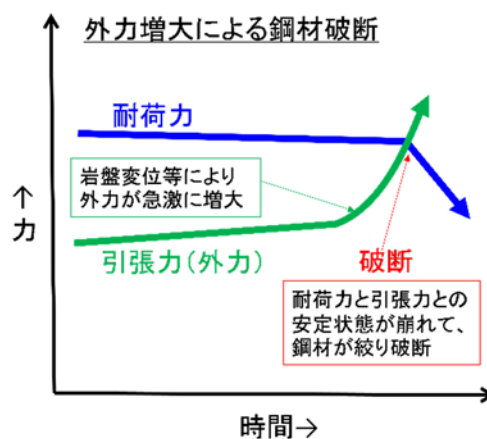 外力増大による鋼材破断
耐荷力
岩盤変位等により
外力が急激に増大
↑
力
引張力(外力)
破断
耐荷力と引張力との
安定状態が崩れて、
鋼材が絞り破断
時間→